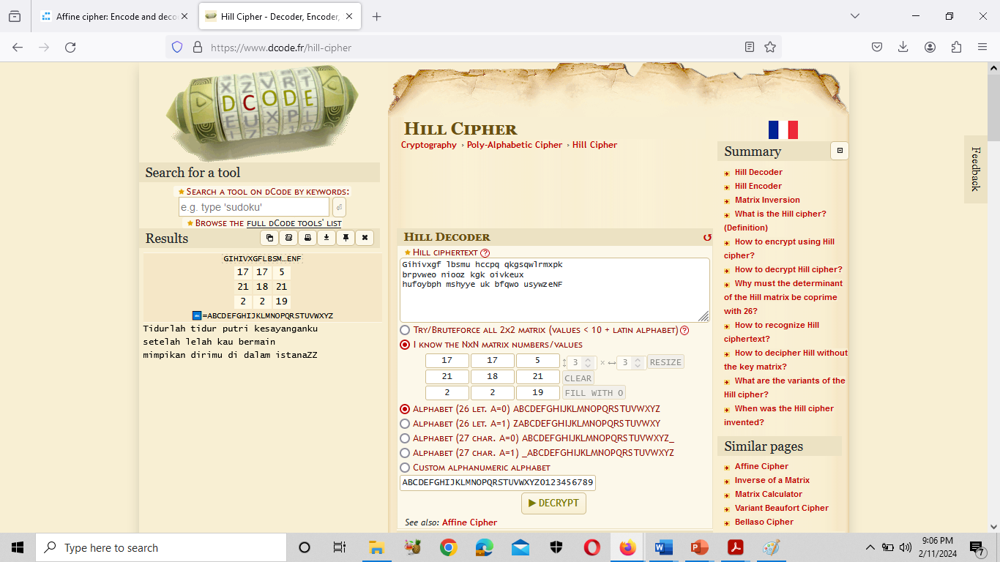 Affine cipher: Encode and deco
Hill Cipher - Decoder, Encoder,
https://www.dcode.fr/hill-cipher
DCODE
HILL CIPHER
Cryptography › Poly-Alphabetic Cipher › Hill Cipher
Search for a tool
SEARCH A TOOL ON DCODE BY KEYWORDS:
e.g. type 'sudoku'
BROWSE THE FULL DCODE TOOLS' LIST
Results
GIHIVXGFLBSM…ENF
17 17 5
21 18 21
2 2 19
=ABCDEFGHIJKLMNOPQRSTUVWXYZ
Tidurlah tidur putri kesayanganku
setelah lelah kau bermain
mimpikan dirimu di dalam istanaZZ
HILL DECODER
HILL CIPHERTEXT ?
Gihivxgf lbsmu hccpq qkgsqwlrmxpk
brpvweo niooz kgk oivkeux
hufoybph mshyye uk bfqwo usywzeNF
TRY/BRUTEFORCE ALL 2X2 MATRIX (VALUES < 10 + LATIN ALPHABET) ?
I KNOW THE NXN MATRIX NUMBERS/VALUES
17 17 5 3 × 3 RESIZE
21 18 21 CLEAR
2 2 19 FILL WITH 0
ALPHABET (26 LET. A=0) ABCDEFGHIJKLMNOPQRSTUVWXYZ
ALPHABET (26 LET. A=1) ZABCDEFGHIJKLMNOPQRSTUVWXY
ALPHABET (27 CHAR. A=0) ABCDEFGHIJKLMNOPQRSTUVWXYZ_
ALPHABET (27 CHAR. A=1) _ABCDEFGHIJKLMNOPQRSTUVWXYZ
CUSTOM ALPHANUMERIC ALPHABET
ABCDEFGHIJKLMNOPQRSTUVWXYZ0123456789
▶ DECRYPT
See also: Affine Cipher
Summary
Hill Decoder
Hill Encoder
Matrix Inversion
What is the Hill cipher?
(Definition)
How to encrypt using Hill
cipher?
How to decrypt Hill cipher?
Why must the determinant
of the Hill matrix be coprime
with 26?
How to recognize Hill
ciphertext?
How to decipher Hill without
the key matrix?
What are the variants of the
Hill cipher?
When was the Hill cipher
invented?
Similar pages
Affine Cipher
Inverse of a Matrix
Matrix Calculator
Variant Beaufort Cipher
Bellaso Cipher
Feedback
Type here to search
9:06 PM
2/11/2024
7